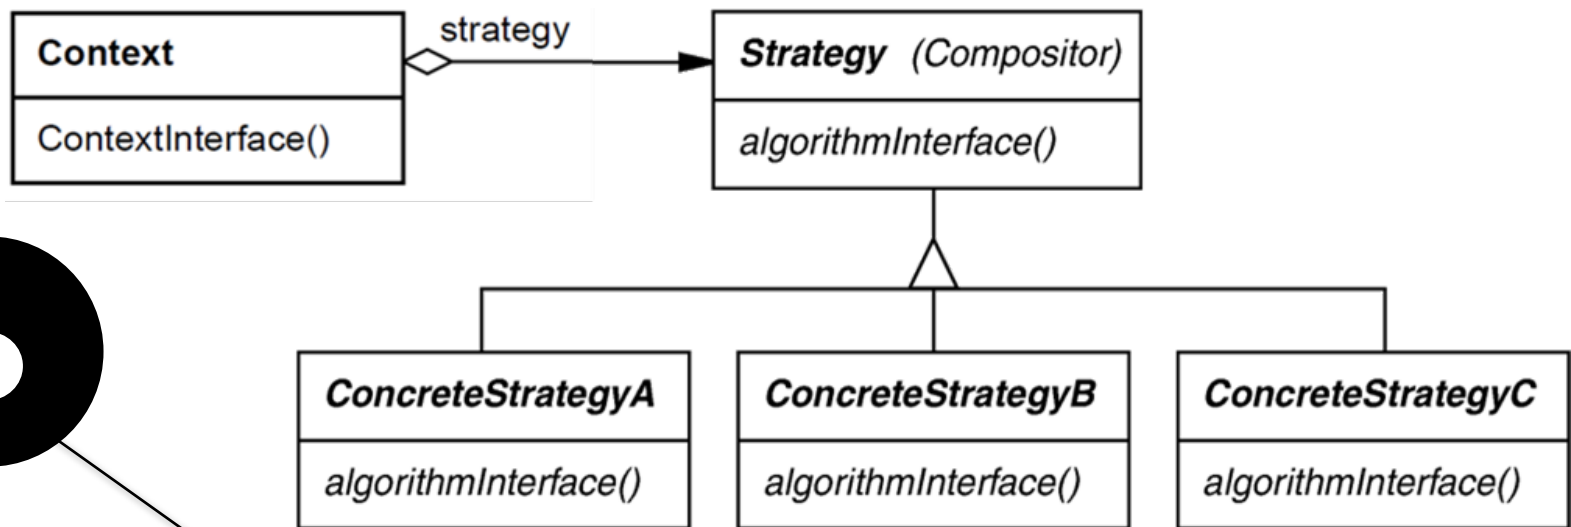 Context
ContextInterface()
strategy
Strategy (Compositor)
algorithmInterface()
ConcreteStrategyA
algorithmInterface()
ConcreteStrategyB
algorithmInterface()
ConcreteStrategyC
algorithmInterface()